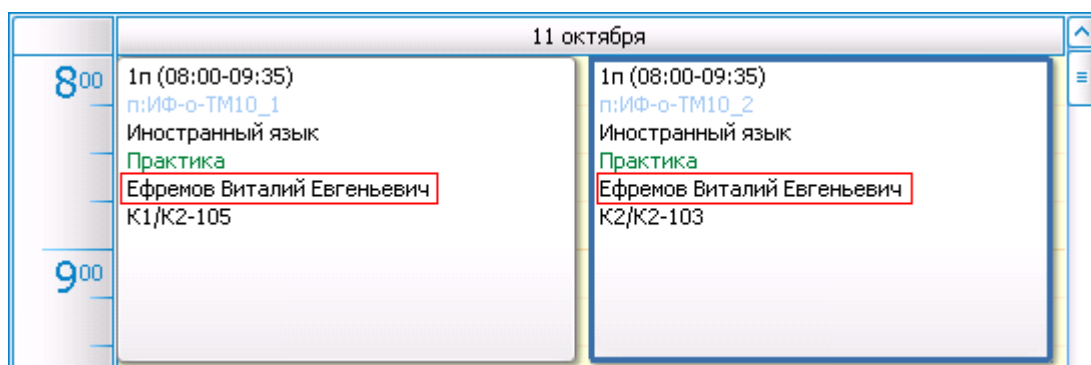 11 октября
8 00
1п (08:00-09:35)
п:ИФ-о-ТМ10_1
Иностранный язык
Практика
Ефремов Виталий Евгеньевич
К1/К2-105
1п (08:00-09:35)
п:ИФ-о-ТМ10_2
Иностранный язык
Практика
Ефремов Виталий Евгеньевич
К2/К2-103
9 00